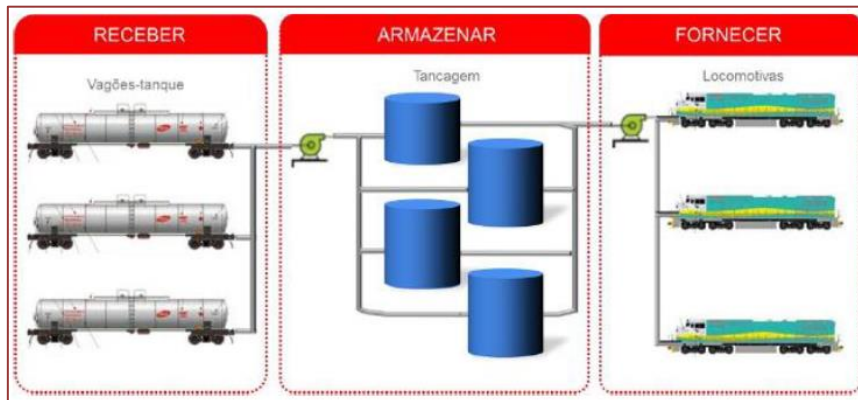 RECEBER
ARMAZENAR
FORNECER
Vagões-tanque
Tancagem
Locomotivas